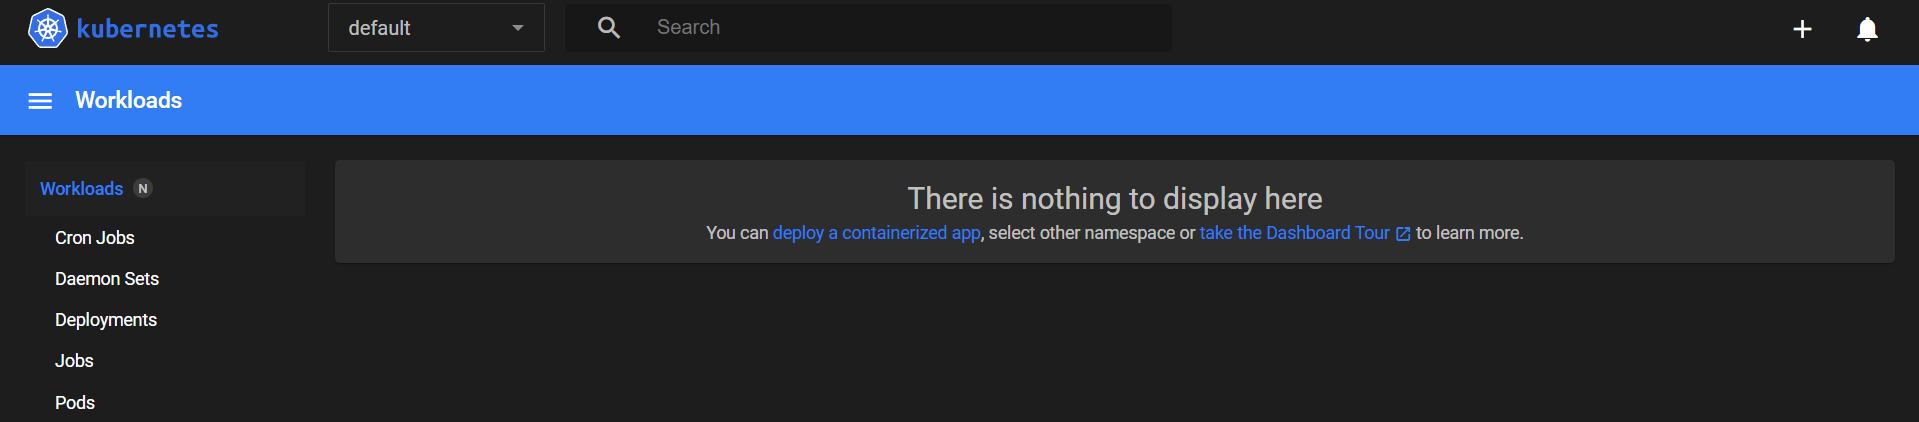 kubernetes
default
Search
Workloads
Workloads N
Cron Jobs
Daemon Sets
Deployments
Jobs
Pods
There is nothing to display here
You can deploy a containerized app, select other namespace or take the Dashboard Tour to learn more.